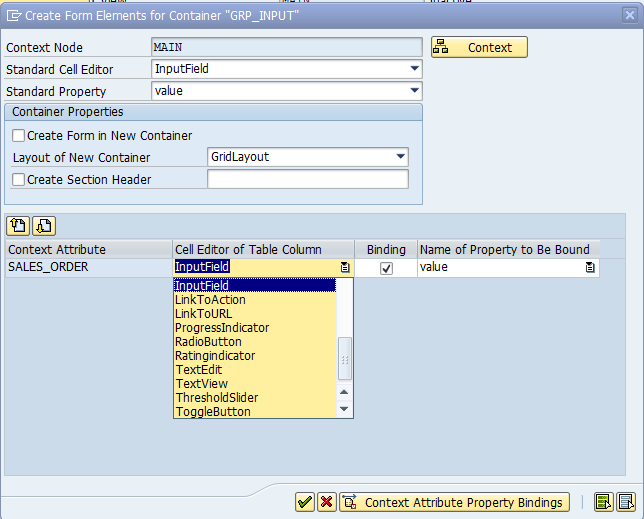 Create Form Elements for Container "GRP_INPUT"
Context Node MAIN Context
Standard Cell Editor InputField
Standard Property value
Container Properties
Create Form in New Container
Layout of New Container GridLayout
Create Section Header
Context Attribute Cell Editor of Table Column Binding Name of Property to Be Bound
SALES_ORDER InputField value
InputField
LinkToAction
LinkToURL
ProgressIndicator
RadioButton
Ratingindicator
TextEdit
TextView
ThresholdSlider
ToggleButton
Context Attribute Property Bindings